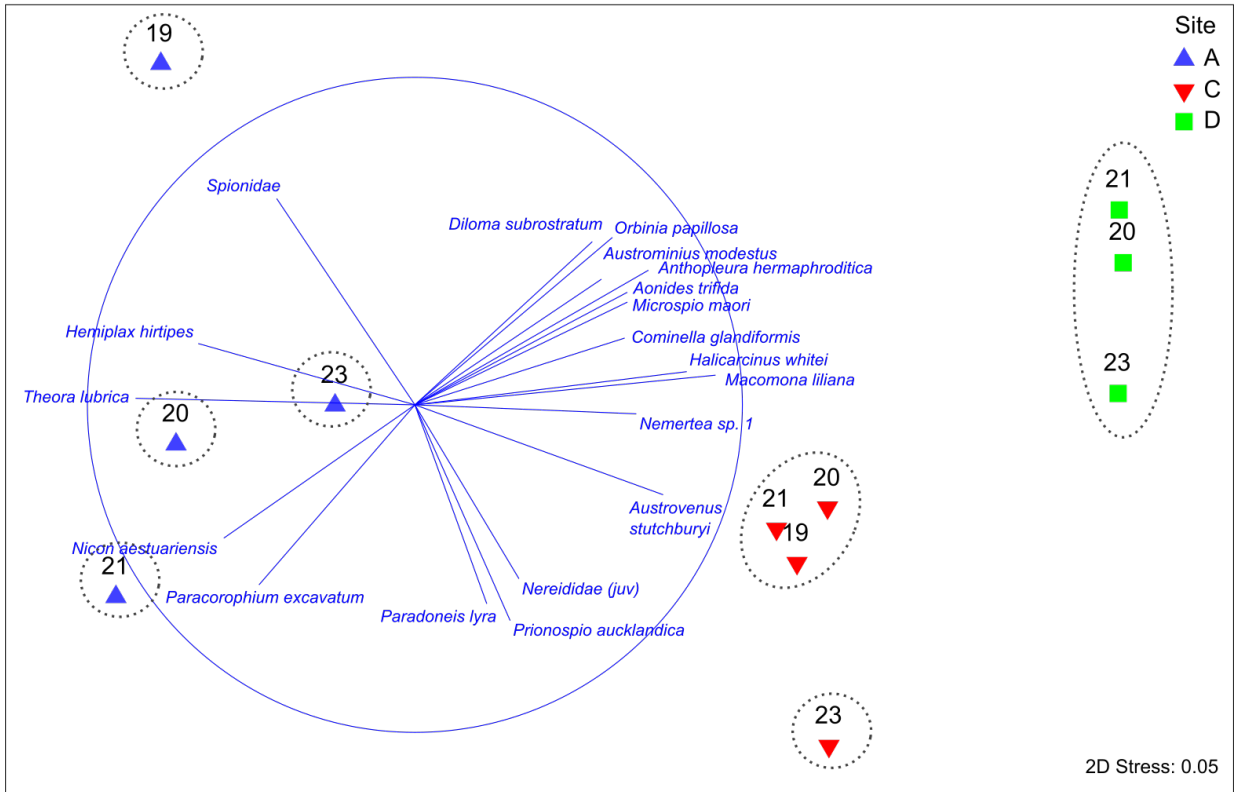 19
Site
A
C
D
21
20
23
Spionidae
Diloma subrostratum
Orbinia papillosa
Austrominius modestus
Anthopleura hermaphroditica
Aonides trifida
Microspio maori
Cominella glandiformis
Halicarcinus whitei
Macomona liliana
Nemertea sp. 1
Hemiplax hirtipes
Theora lubrica
23
20
Austrovenus
stutchburyi
21
20
19
Nicon aestuariensis
21
Paracorophium excavatum
Paradoneis lyra
Nereididae (juv)
Prionospio aucklandica
23
2D Stress: 0.05